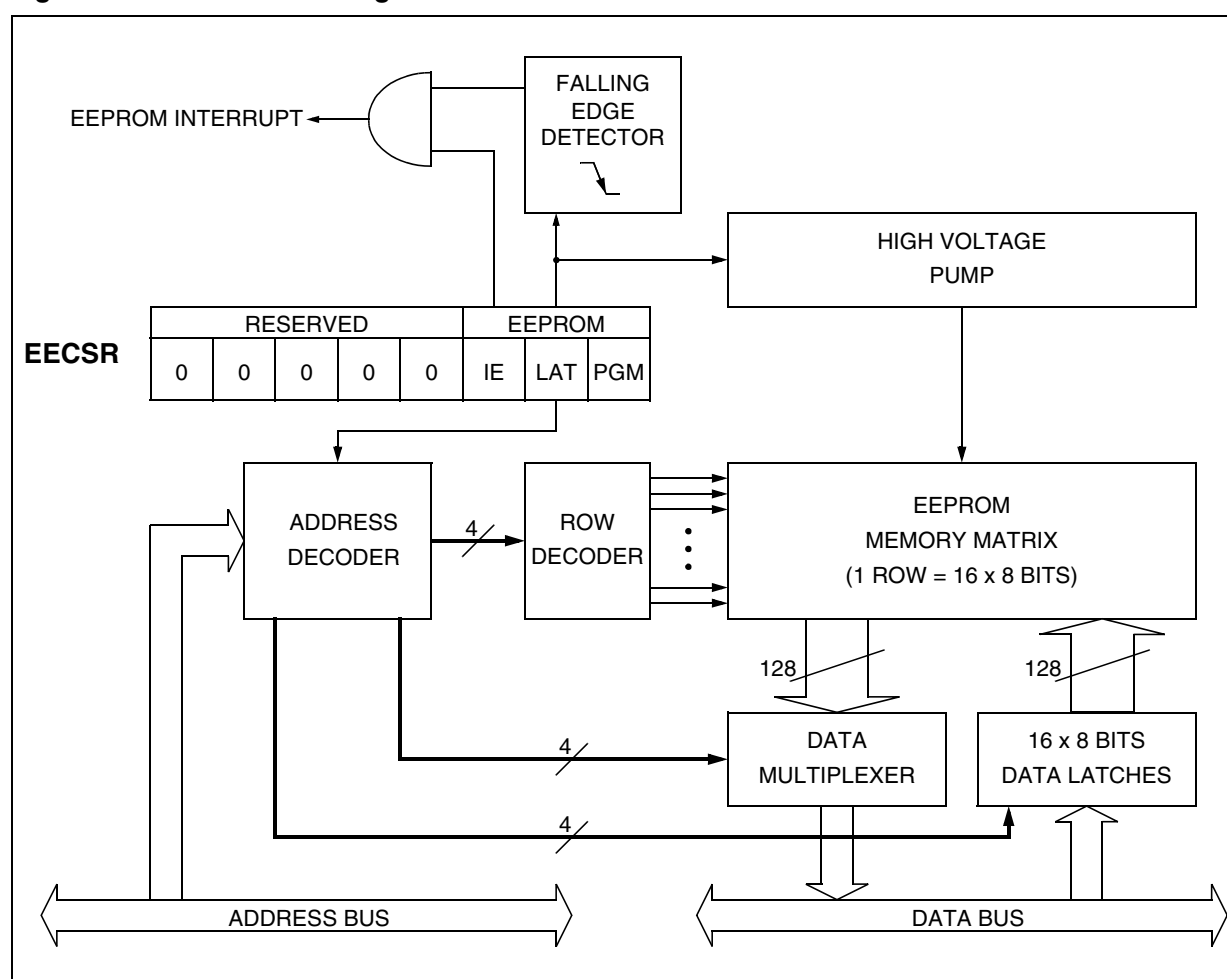 FALLING
EDGE
DETECTOR
EEPROM INTERRUPT
HIGH VOLTAGE
PUMP
RESERVED EEPROM
EECSR
0 0 0 0 0 IE LAT PGM
ADDRESS
DECODER
4
ROW
DECODER
EEPROM
MEMORY MATRIX
(1 ROW = 16 x 8 BITS)
128
128
4
DATA
MULTIPLEXER
16 x 8 BITS
DATA LATCHES
4
ADDRESS BUS
DATA BUS